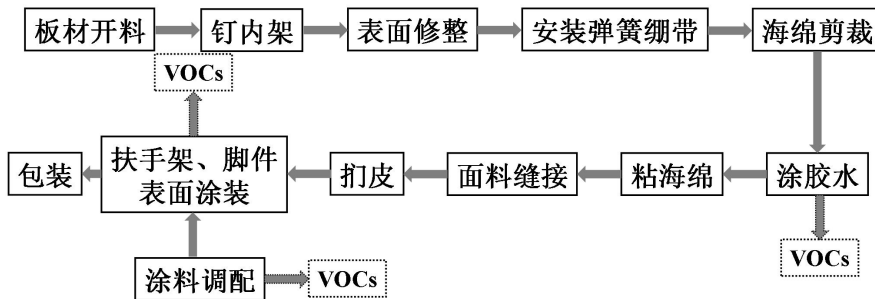 板材开料
钉内架
表面修整
安装弹簧绷带
海绵剪裁
VOCs
包装
扶手架、脚件
表面涂装
扪皮
面料缝接
粘海绵
涂胶水
涂料调配
VOCs
VOCs